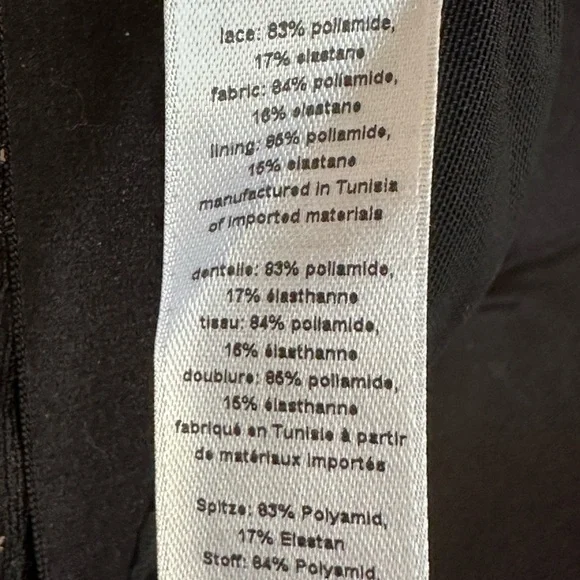 lace: 83% poliamide,
17% elastane
fabric: 84% poliamide,
16% elastane
lining: 85% poliamide,
15% elastane
manufactured in Tunisia
of imported materials
dentelle: 83% poliamide,
17% élasthanne
tissu: 84% poliamide,
16% élasthanne
doublure: 85% poliamide,
15% élasthanne
fabriqué en Tunisie à partir
de matériaux importés
Spitze: 83% Polyamid,
17% Elastan
Stoff: 84% Polyamid,